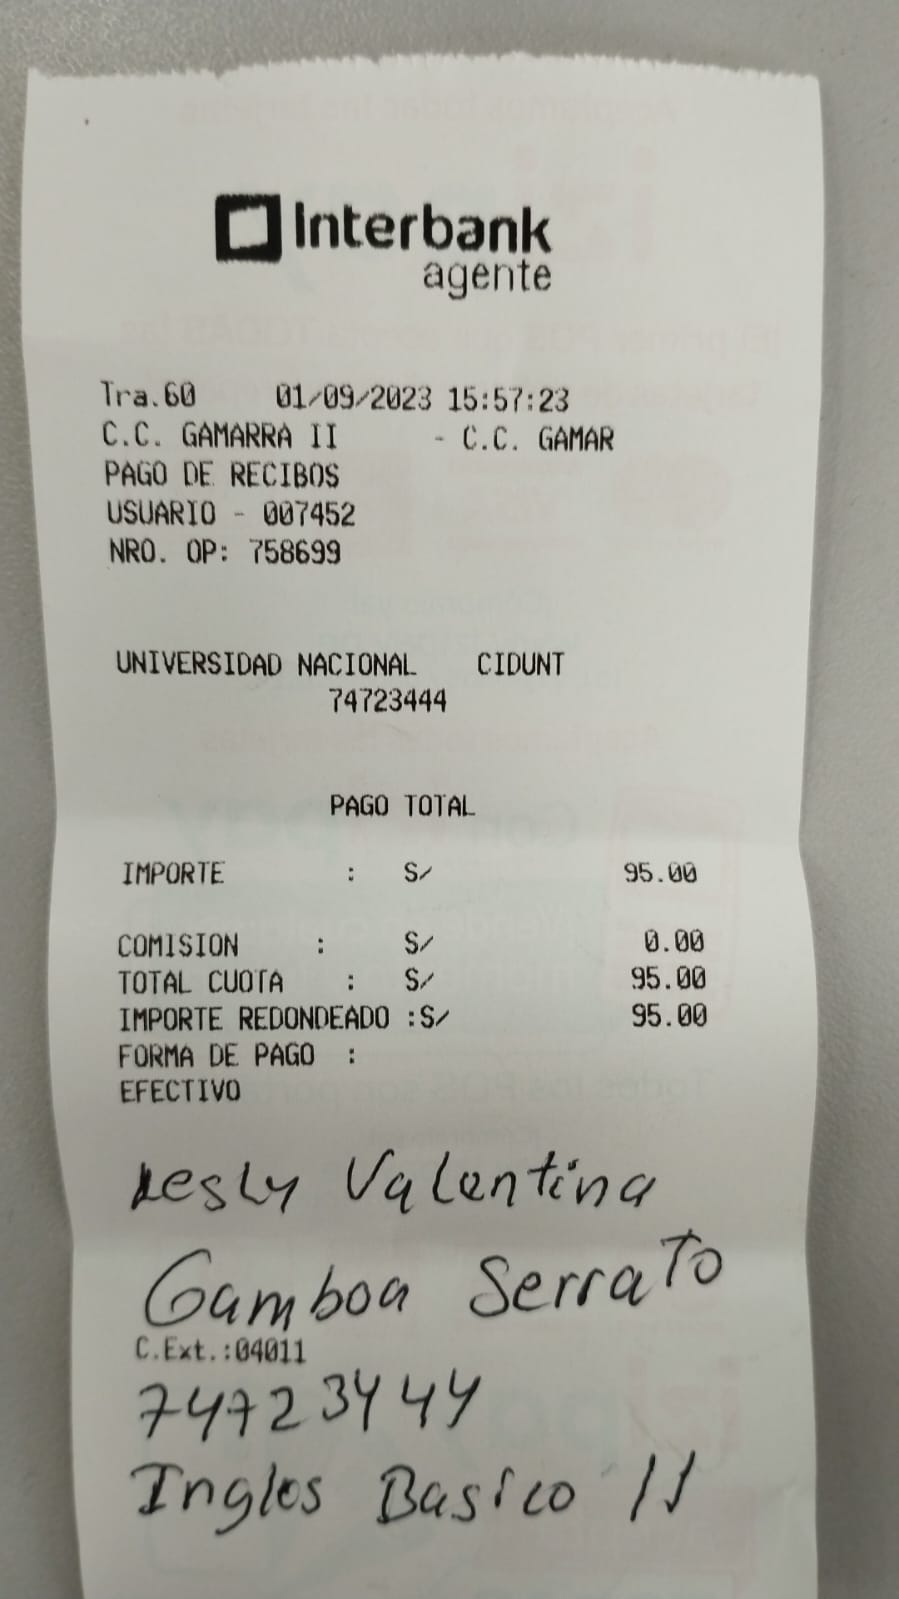 Interbank
agente
Tra.60 01/09/2023 15:57:23
C.C. GAMARRA II - C.C. GAMAR
PAGO DE RECIBOS
USUARIO - 007452
NRO. OP: 758699
UNIVERSIDAD NACIONAL CIDUNT
74723444
PAGO TOTAL
IMPORTE : S/ 95.00
COMISION : S/ 0.00
TOTAL CUOTA : S/ 95.00
IMPORTE REDONDEADO :S/ 95.00
FORMA DE PAGO :
EFECTIVO
Lesly Valentina
Gamboa Serrato
C.Ext.:04011
74723444
Ingles Basico II